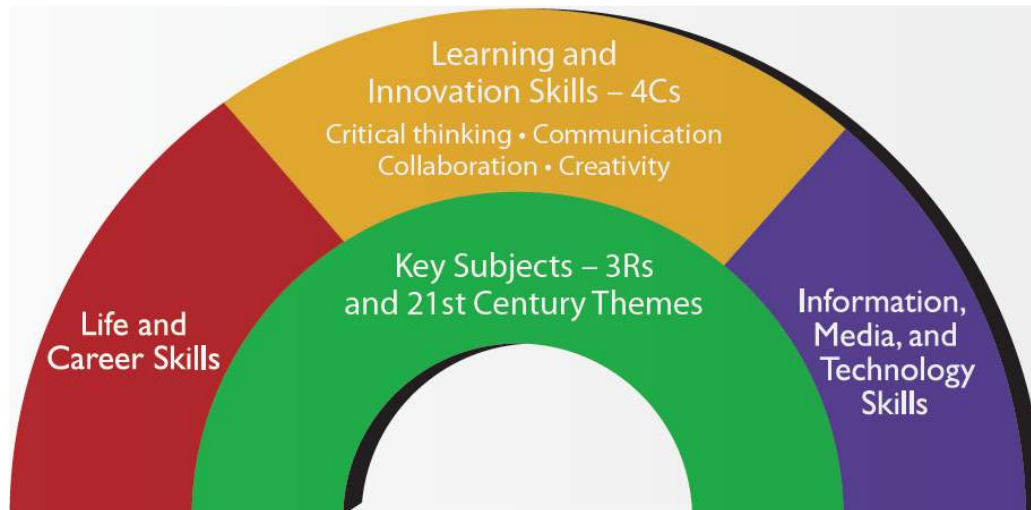 Learning and
Innovation Skills – 4Cs
Critical thinking • Communication
Collaboration • Creativity
Key Subjects – 3Rs
and 21st Century Themes
Life and
Career Skills
Information,
Media, and
Technology
Skills